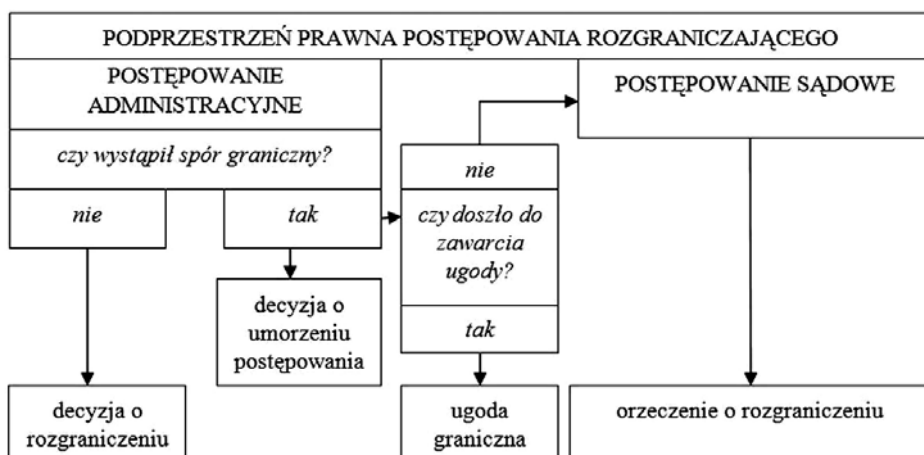 PODPRZESTRZEŃ PRAWNA POSTĘPOWANIA ROZGRANICZAJĄCEGO
POSTĘPOWANIE
ADMINISTRACYJNE
czy wystąpił spór graniczny?
nie
tak
decyzja o
rozgraniczeniu
decyzja o
umorzeniu
postępowania
nie
czy doszło do
zawarcia
ugody?
tak
ugoda
graniczna
POSTĘPOWANIE SĄDOWE
orzeczenie o rozgraniczeniu